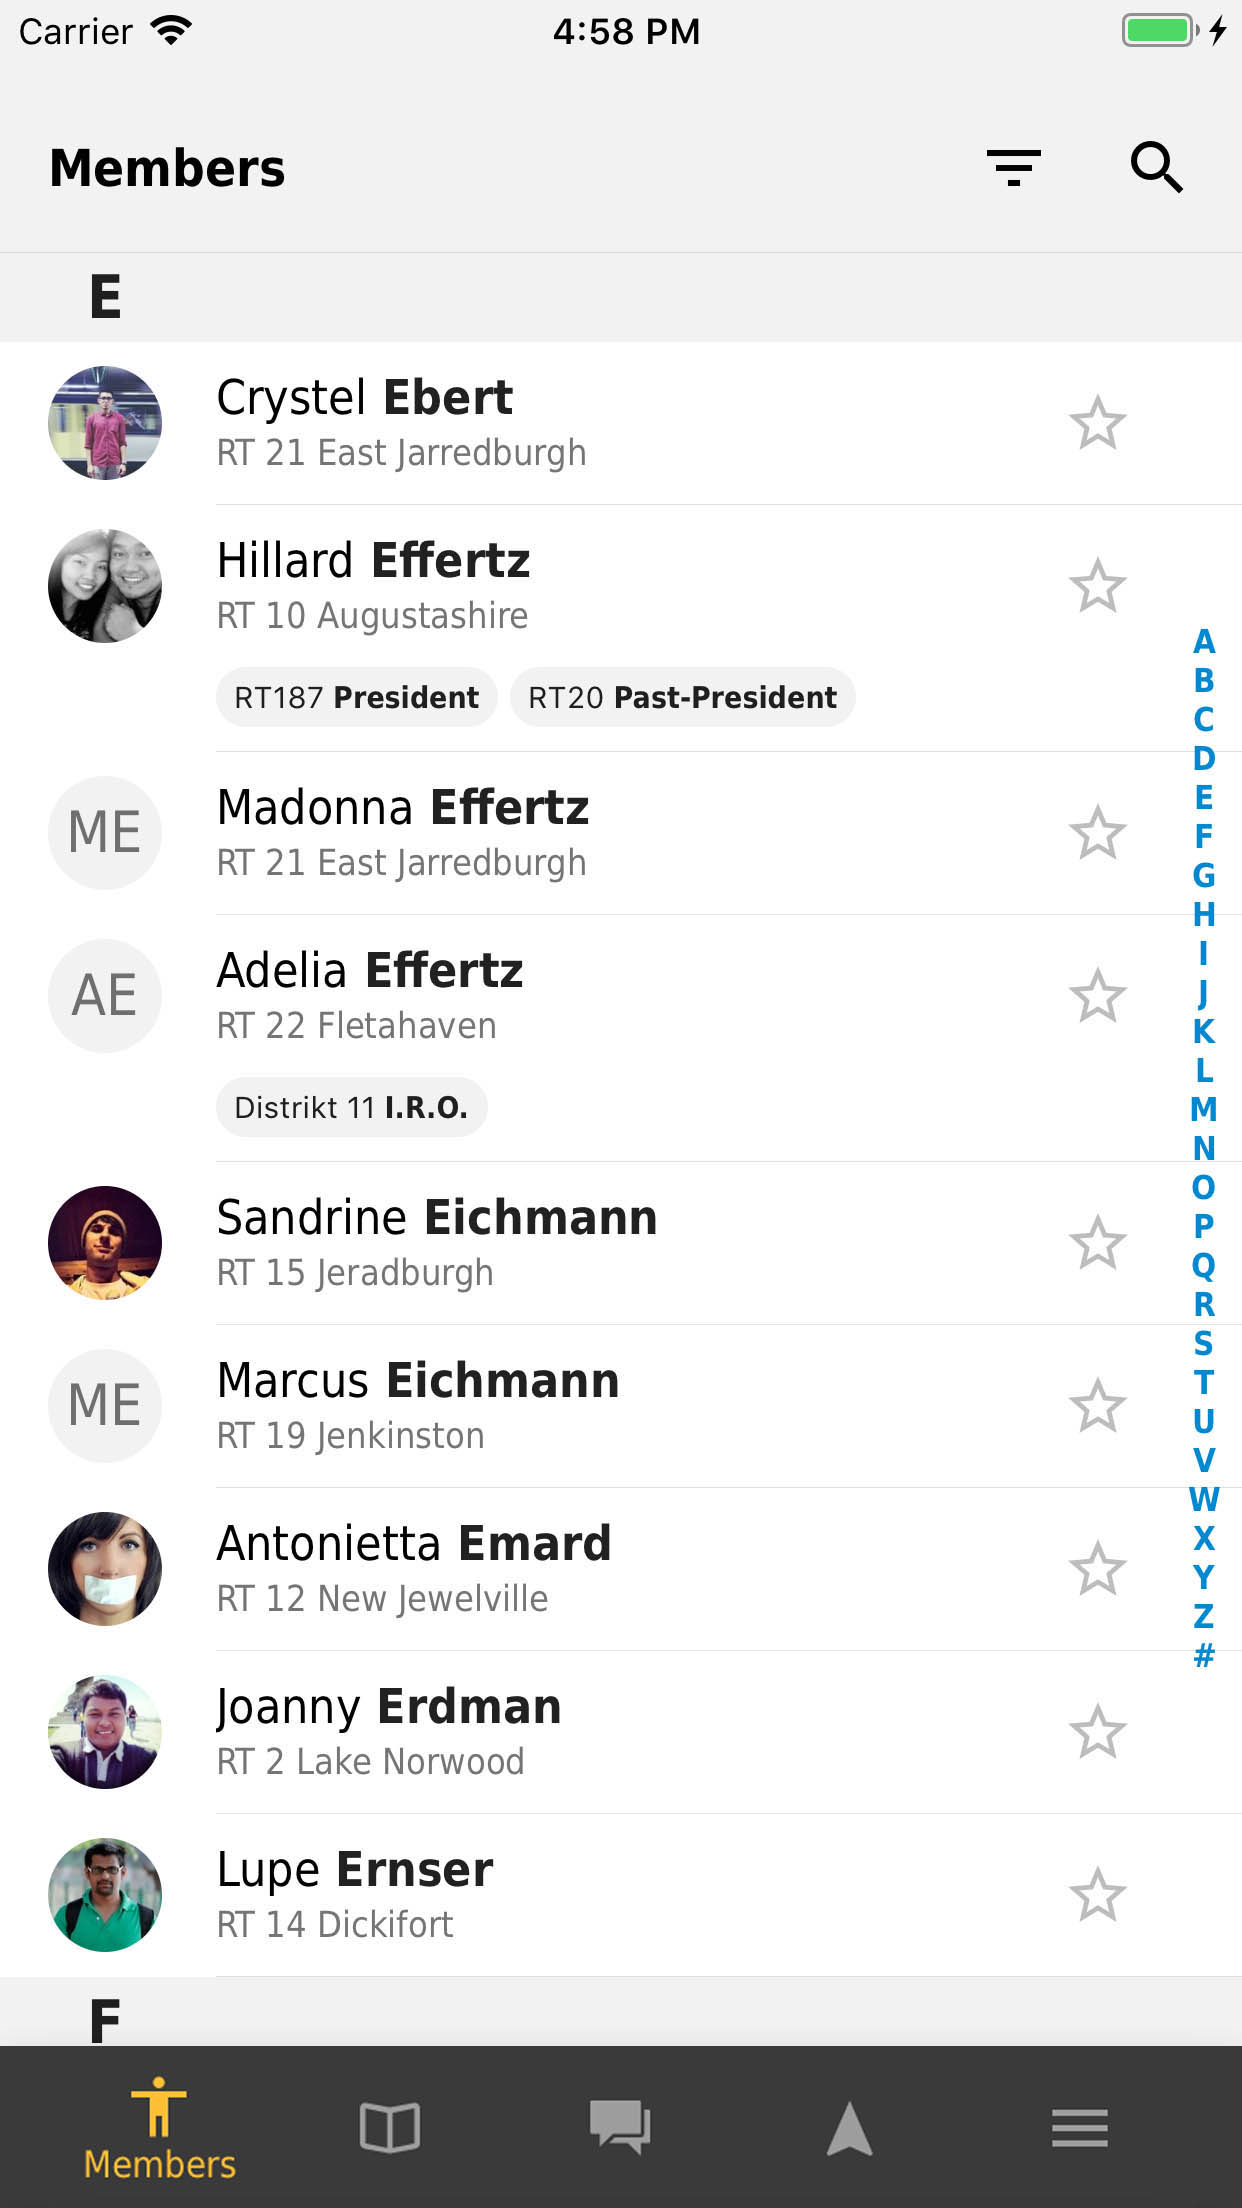 Carrier 4:58 PM
Members
E
Crystel Ebert
RT 21 East Jarredburgh
Hillard Effertz
RT 10 Augustashire
RT187 President RT20 Past-President
ME
Madonna Effertz
RT 21 East Jarredburgh
AE
Adelia Effertz
RT 22 Fletahaven
Distrikt 11 I.R.O.
Sandrine Eichmann
RT 15 Jeradburgh
ME
Marcus Eichmann
RT 19 Jenkinston
Antonietta Emard
RT 12 New Jewelville
Joanny Erdman
RT 2 Lake Norwood
Lupe Ernser
RT 14 Dickifort
F
A
B
C
D
E
F
G
H
I
J
K
L
M
N
O
P
Q
R
S
T
U
V
W
X
Y
Z
#
Members